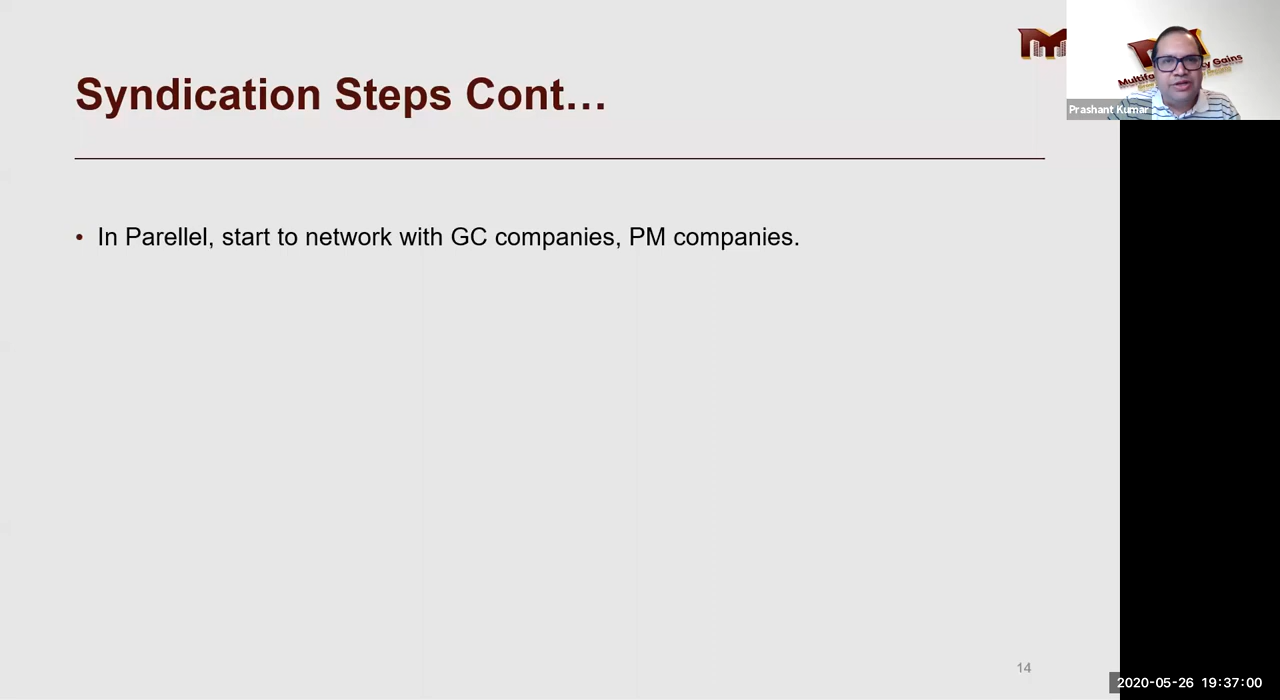 Syndication Steps Cont…
Prashant Kumar
• In Parellel, start to network with GC companies, PM companies.
14
2020-05-26 19:37:00